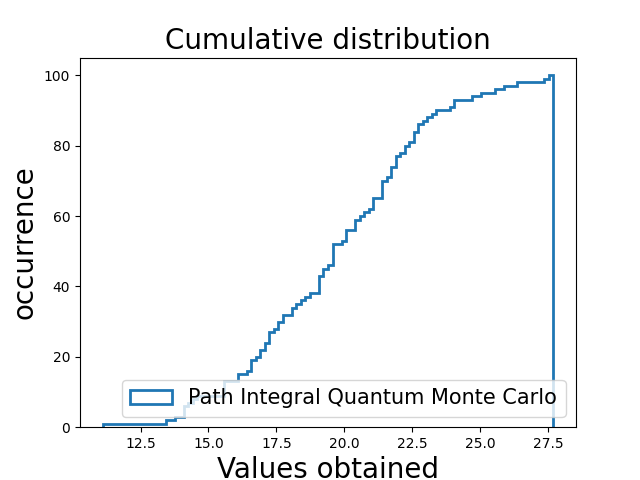 Cumulative distribution
100
80
60
40
20
0
occurrence
Path Integral Quantum Monte Carlo
12.5 15.0 17.5 20.0 22.5 25.0 27.5
Values obtained